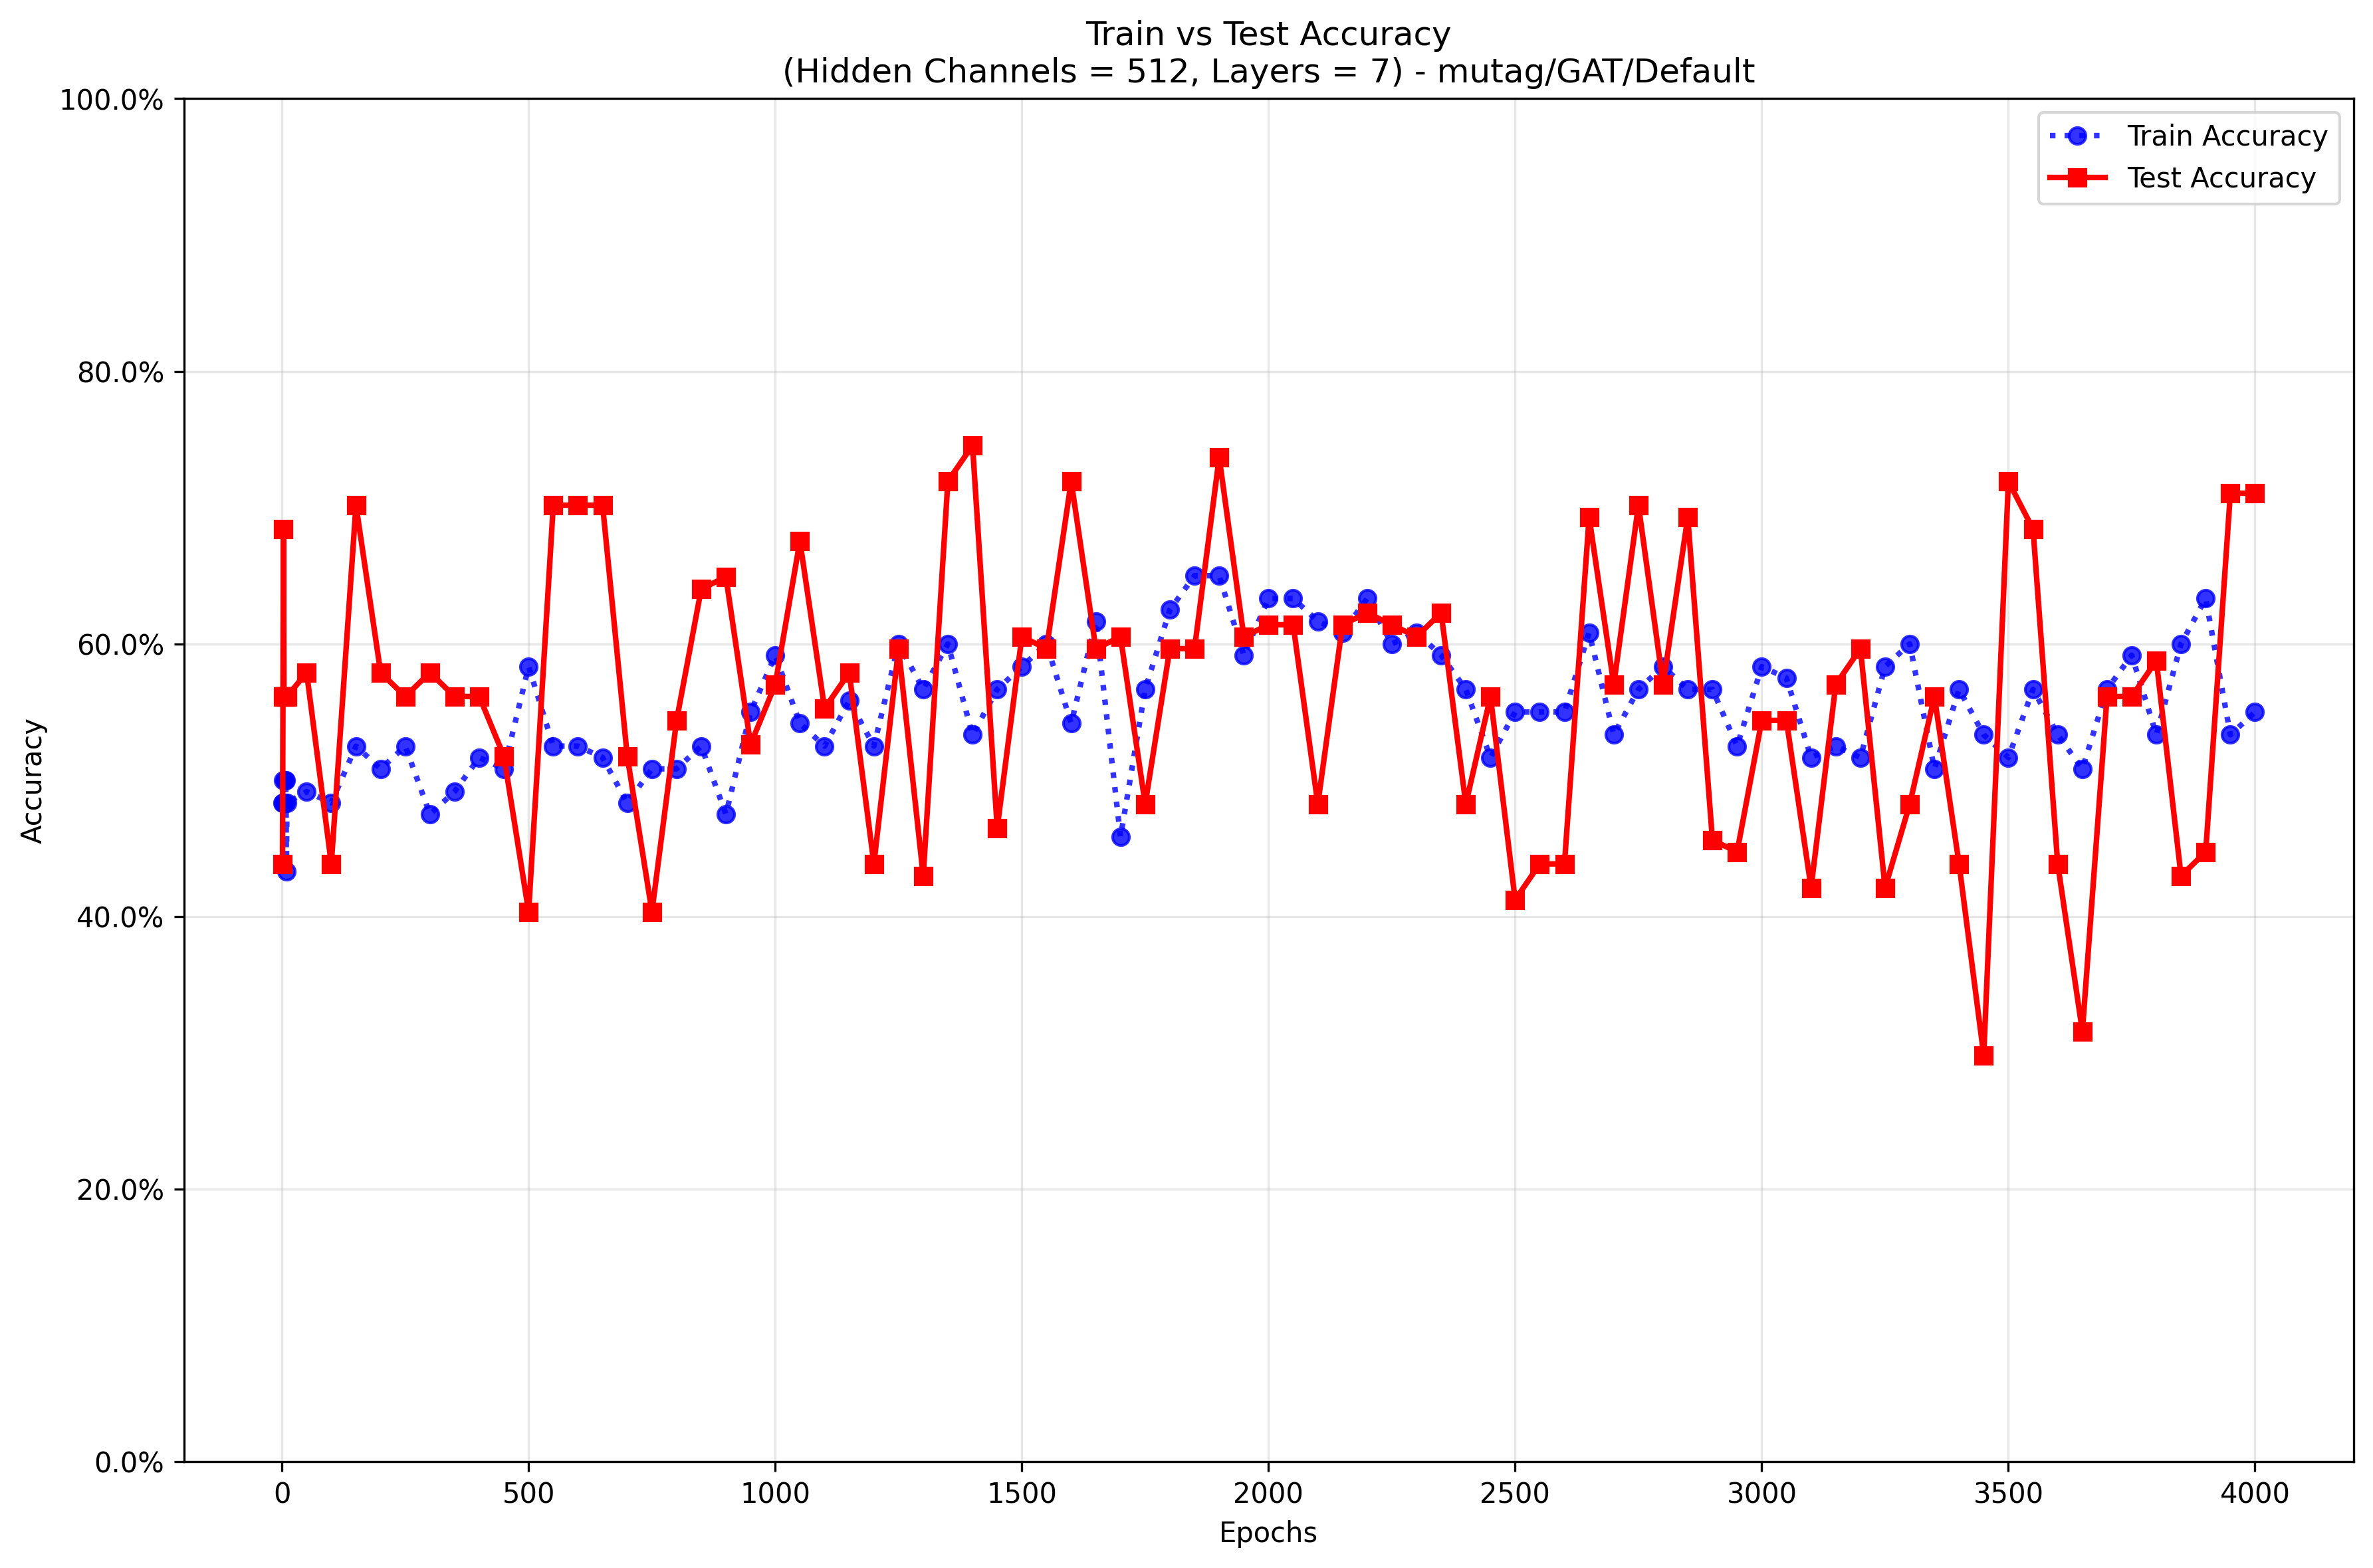 Train vs Test Accuracy
(Hidden Channels = 512, Layers = 7) - mutag/GAT/Default
100.0%
80.0%
60.0%
40.0%
20.0%
0.0%
Accuracy
Train Accuracy
Test Accuracy
0 500 1000 1500 2000 2500 3000 3500 4000
Epochs